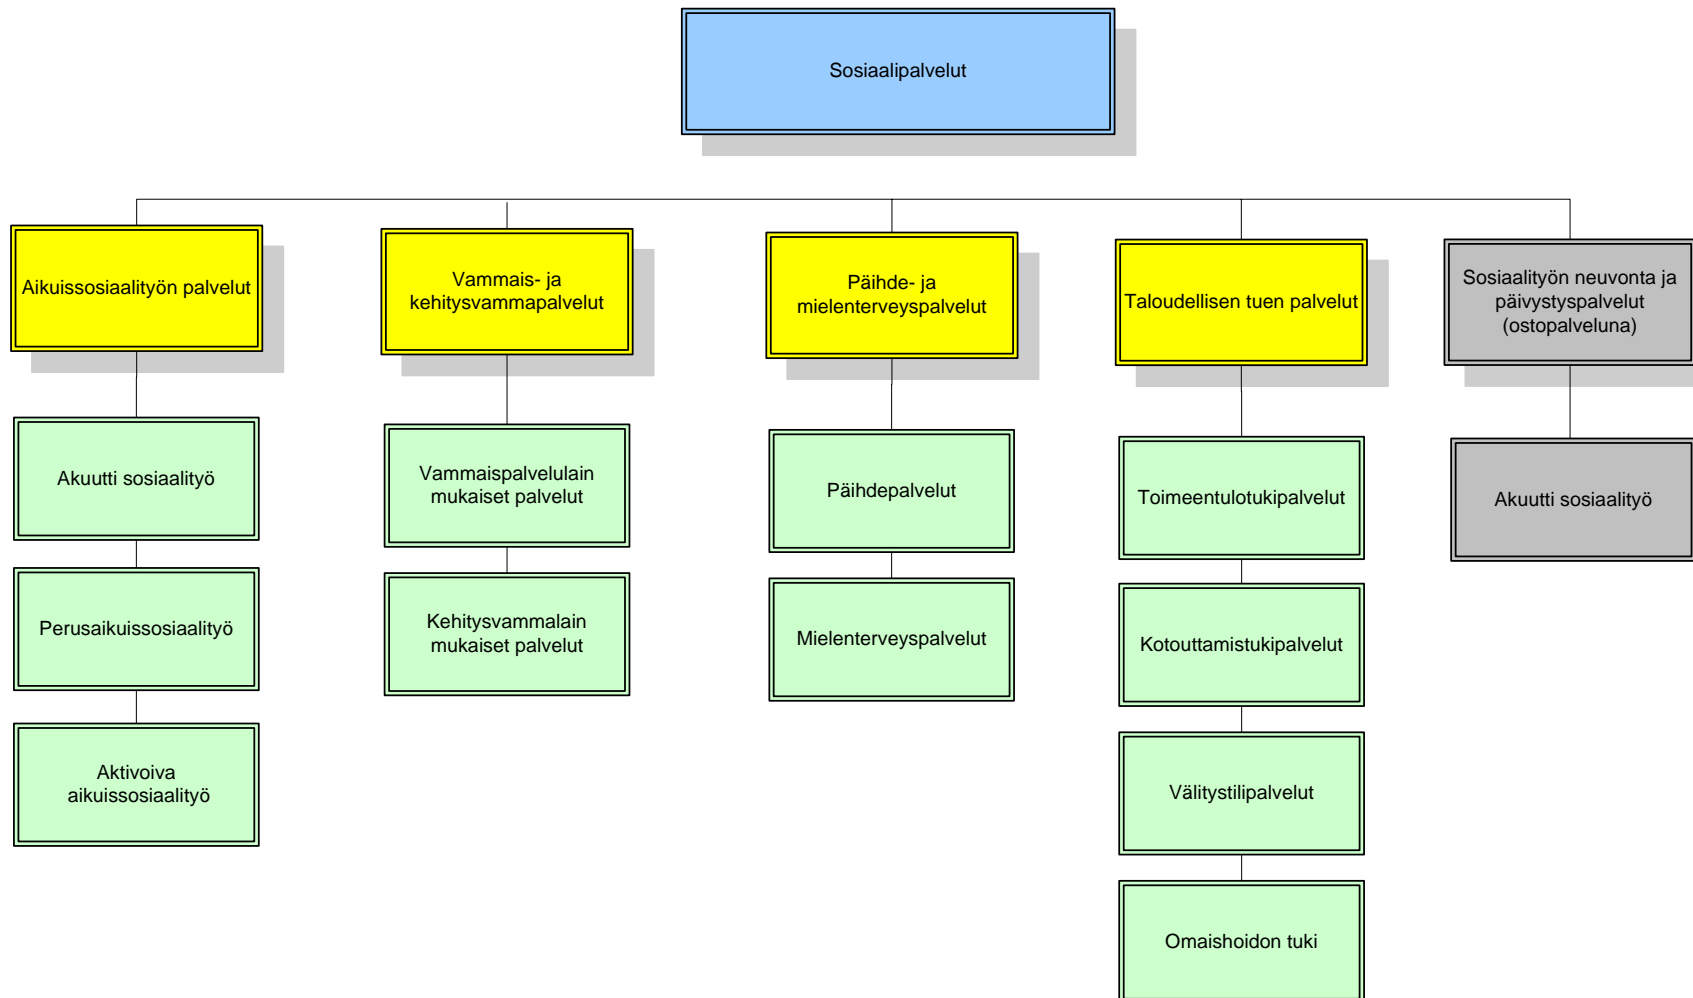 Sosiaalipalvelut
Aikuissosiaalityön palvelut
Vammais- ja
kehitysvammapalvelut
Päihde- ja
mielenterveyspalvelut
Taloudellisen tuen palvelut
Sosiaalityön neuvonta ja
päivystyspalvelut
(ostopalveluna)
Akuutti sosiaalityö
Perusaikuissosiaalityö
Aktivoiva
aikuissosiaalityö
Vammaispalvelulain
mukaiset palvelut
Kehitysvammalain
mukaiset palvelut
Päihdepalvelut
Mielenterveyspalvelut
Toimeentulotukipalvelut
Kotouttamistukipalvelut
Välitystilipalvelut
Omaishoidon tuki
Akuutti sosiaalityö